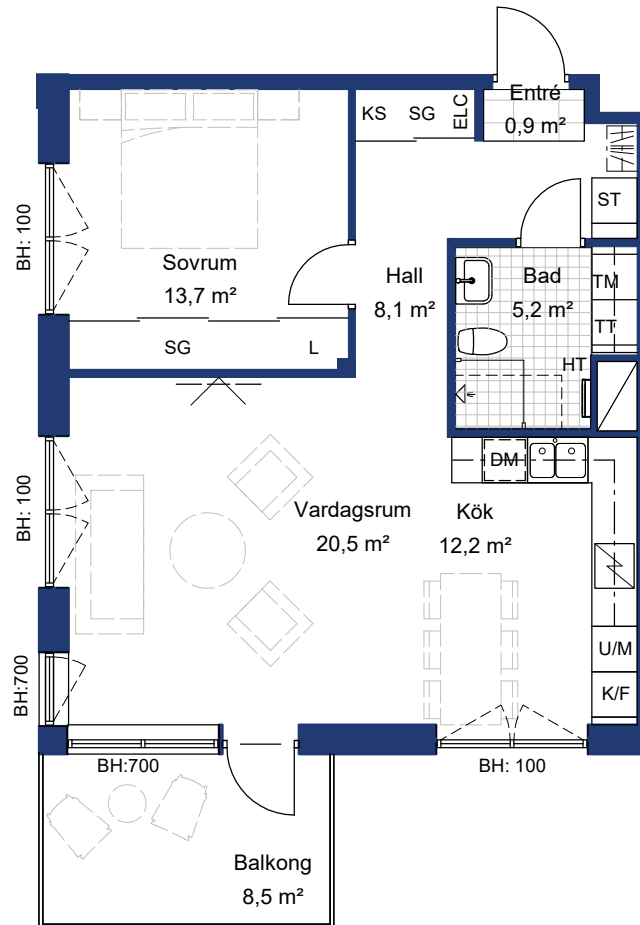 Entré
0,9 m²
KS
SG
ELC
ST
BH: 100
Sovrum
13,7 m²
Hall
8,1 m²
Bad
5,2 m²
TM
TT
SG
L
HT
DM
BH: 100
Vardagsrum
20,5 m²
Kök
12,2 m²
U/M
K/F
BH:700
BH:700
BH: 100
Balkong
8,5 m²